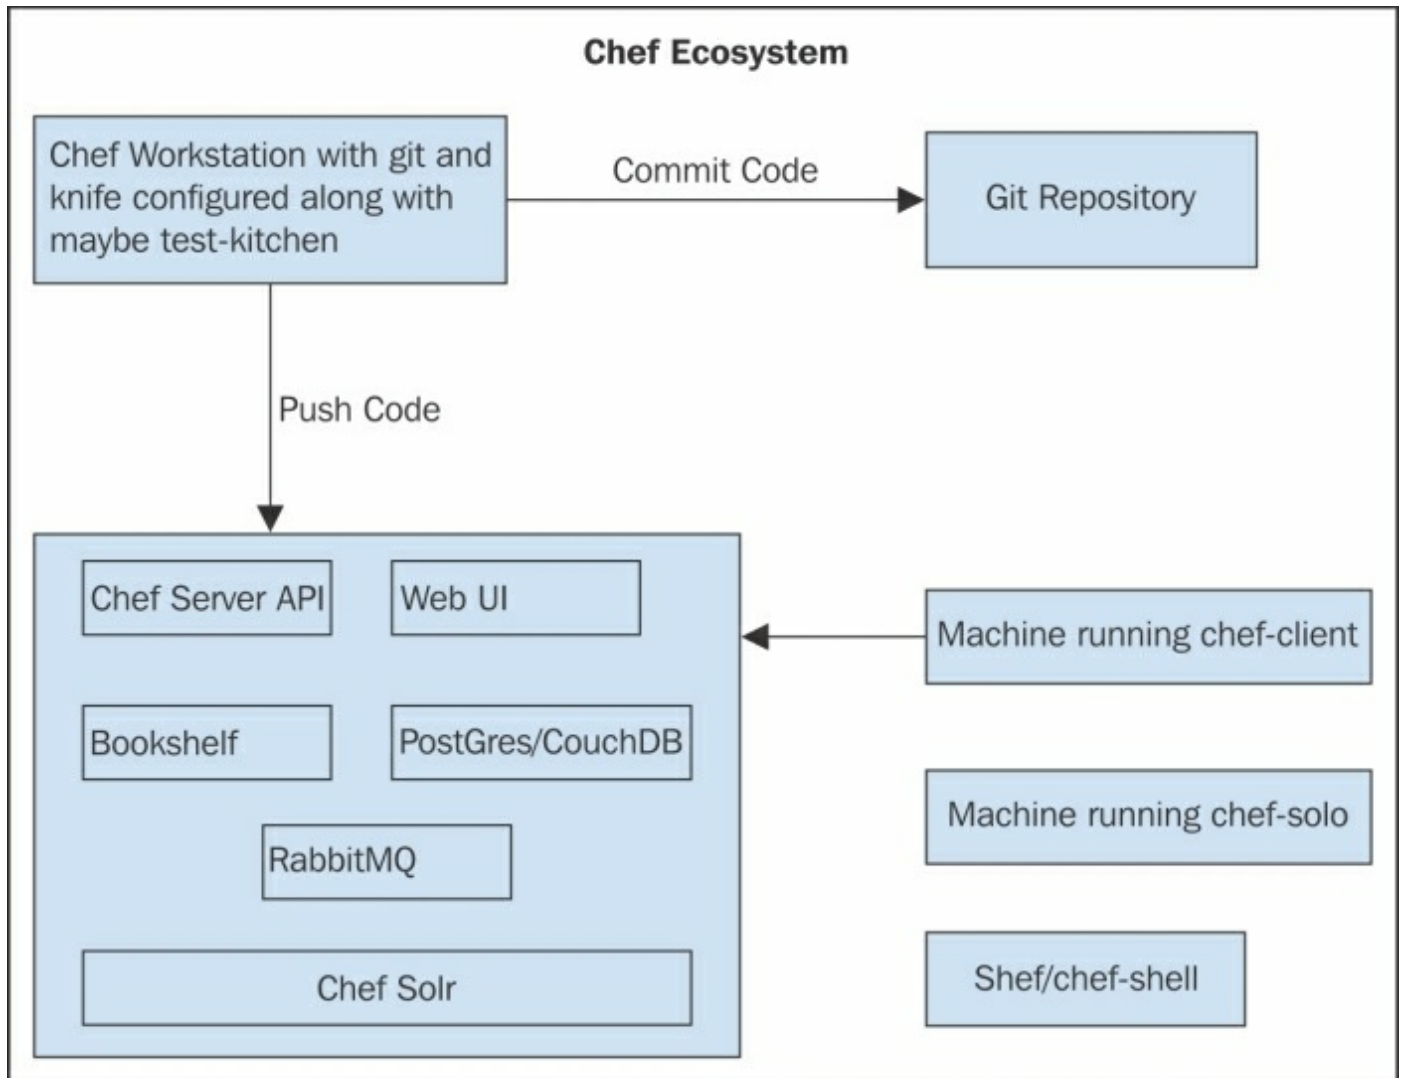 Chef Ecosystem
Chef Workstation with git and
knife configured along with
maybe test-kitchen
Commit Code
Git Repository
Push Code
Chef Server API
Web UI
Machine running chef-client
Bookshelf
PostGres/CouchDB
Machine running chef-solo
RabbitMQ
Chef Solr
Shef/chef-shell